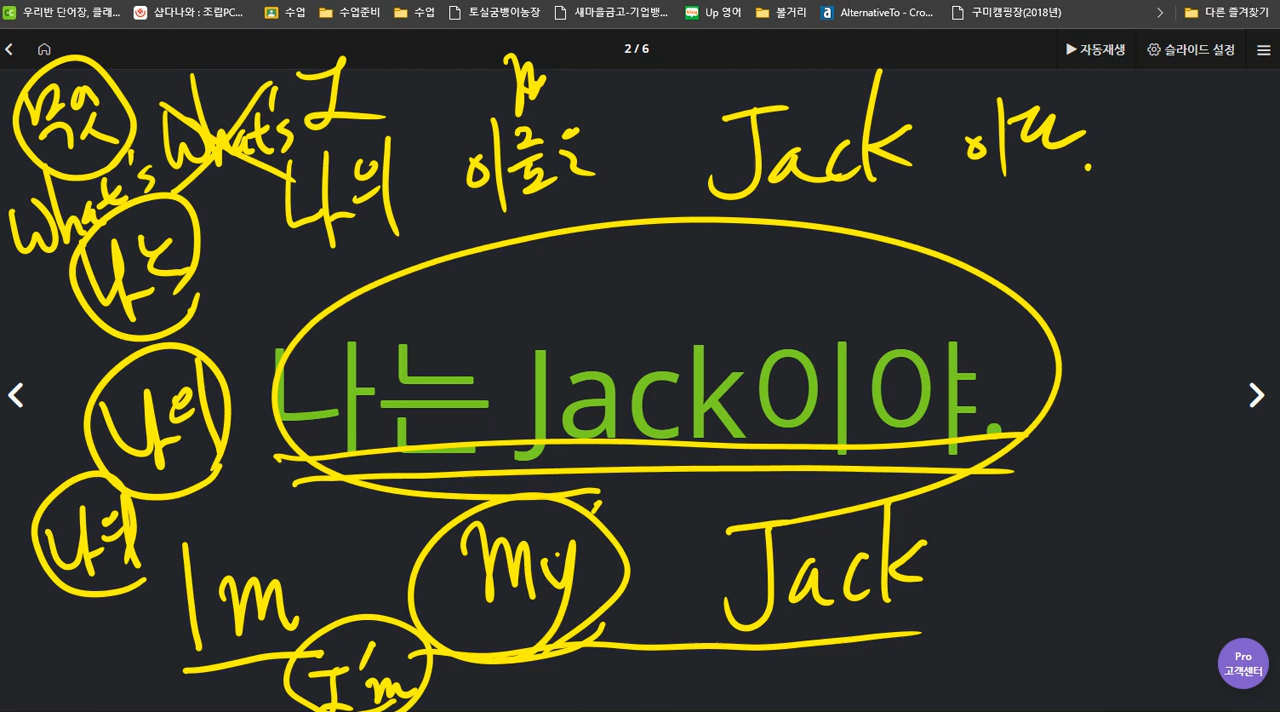 우리반 단어장, 클래... 샵다나와 : 조립PC... 수업 수업준비 수업 토실굼벵이농장 새마을금고-기업뱅... Up 영어 볼거리 AlternativeTo - Cro... 구미캠핑장(2018년) 다른 즐겨찾기
2 / 6 자동재생 슬라이드 설정
무엇 What's I
What's 나의 이름 Jack 이야.
나는
나는 Jack이야.
나의
나의
My Jack
I'm
I'm
Pro
고객센터